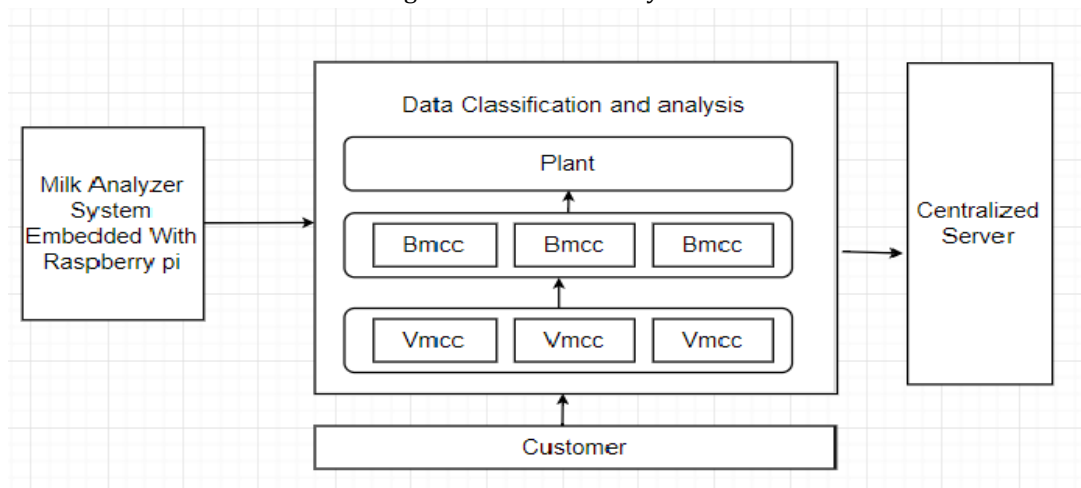 Data Classification and analysis
Plant
Milk Analyzer
System
Embedded With
Raspberry pi
Bmcc Bmcc Bmcc
Vmcc Vmcc Vmcc
Centralized
Server
Customer